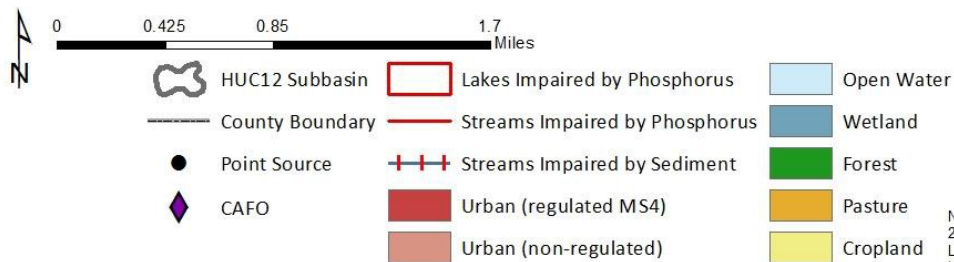 0 0.425 0.85 1.7
Miles
N
HUC12 Subbasin
Lakes Impaired by Phosphorus
Open Water
County Boundary
Streams Impaired by Phosphorus
Wetland
Point Source
Streams Impaired by Sediment
Forest
CAFO
Urban (regulated MS4)
Pasture
Urban (non-regulated)
Cropland
N
2
L